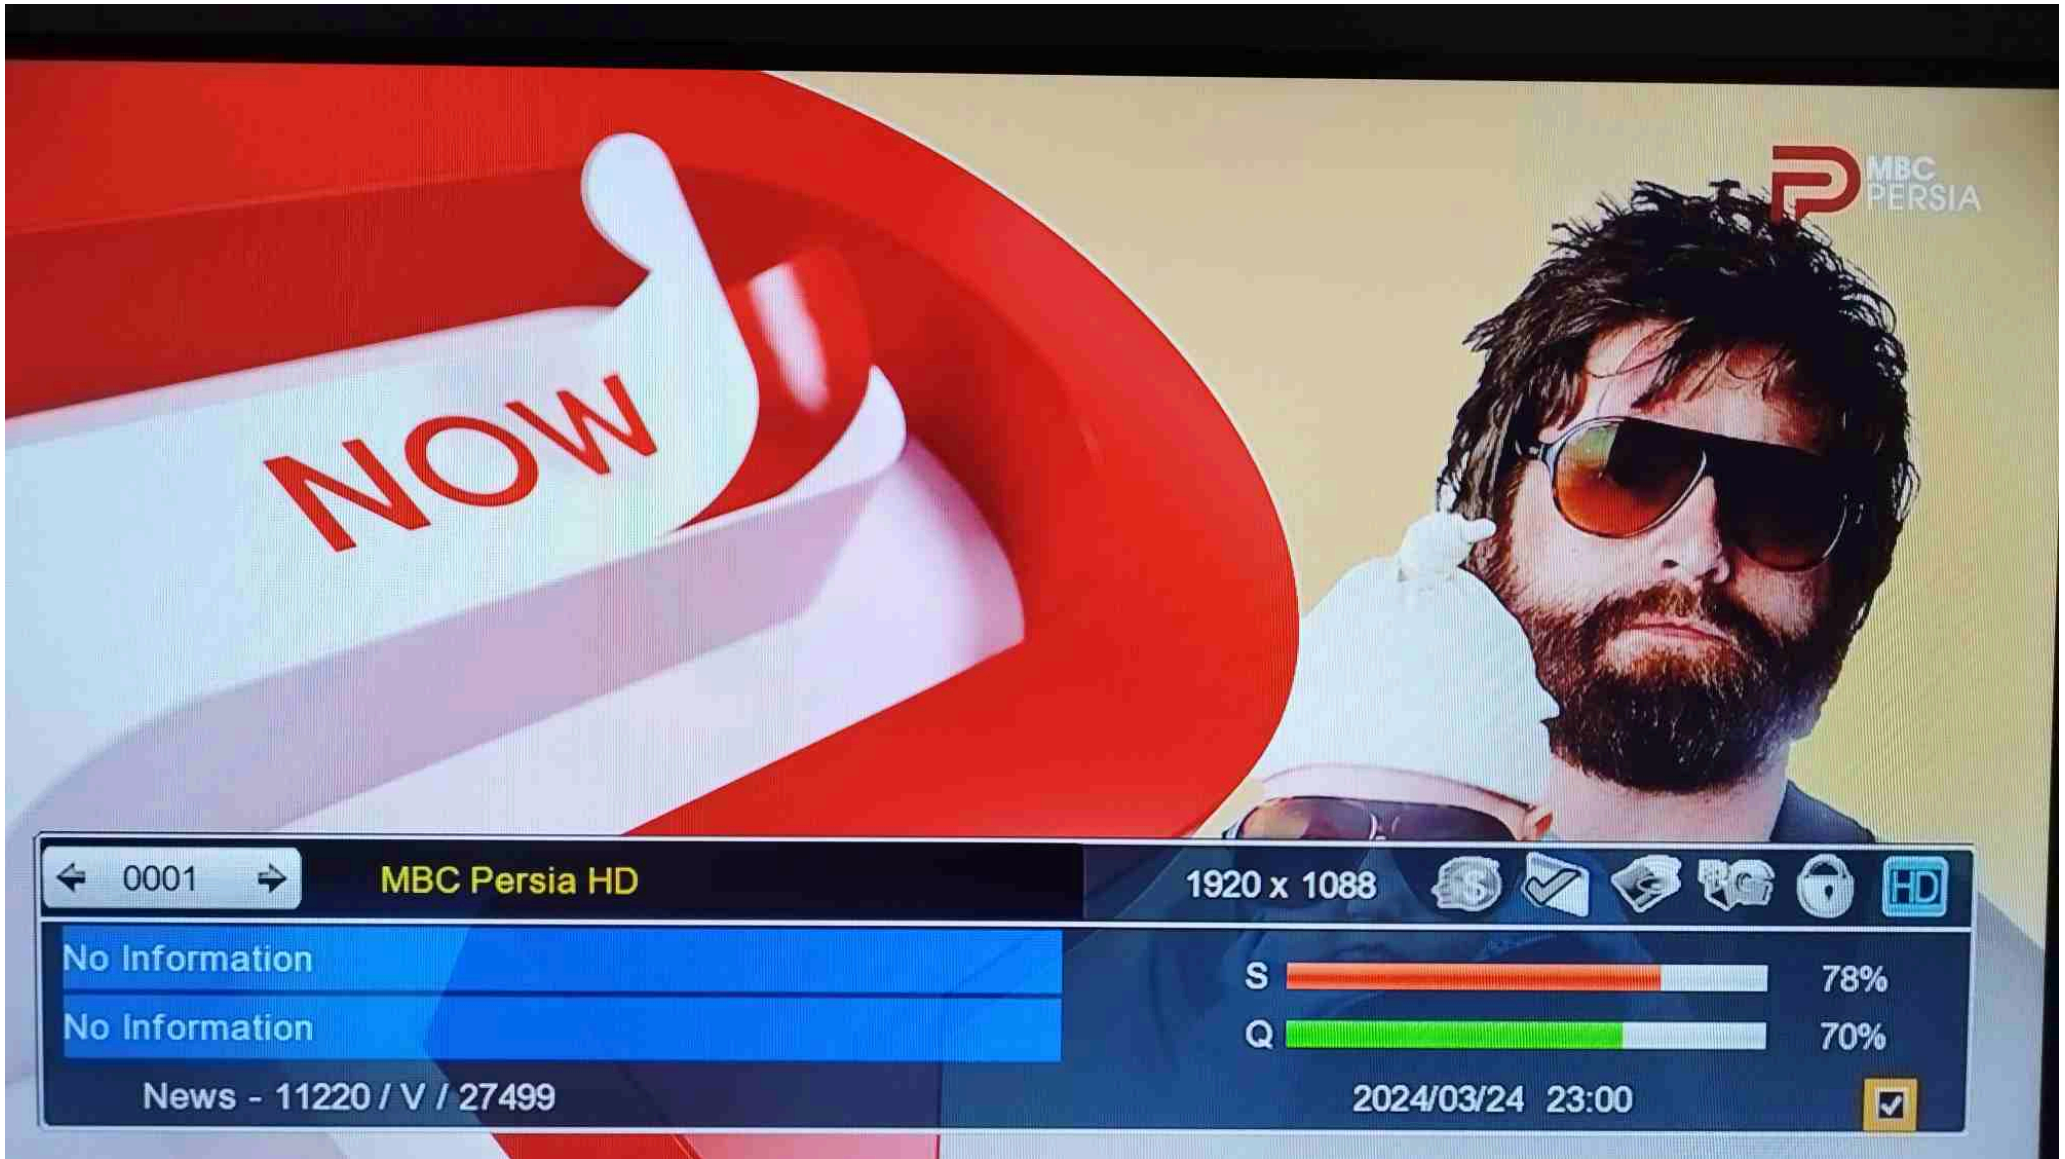 MBC
PERSIA
NOW
0001
MBC Persia HD
1920 x 1088
HD
No Information
S
78%
No Information
Q
70%
News - 11220 / V / 27499
2024/03/24 23:00